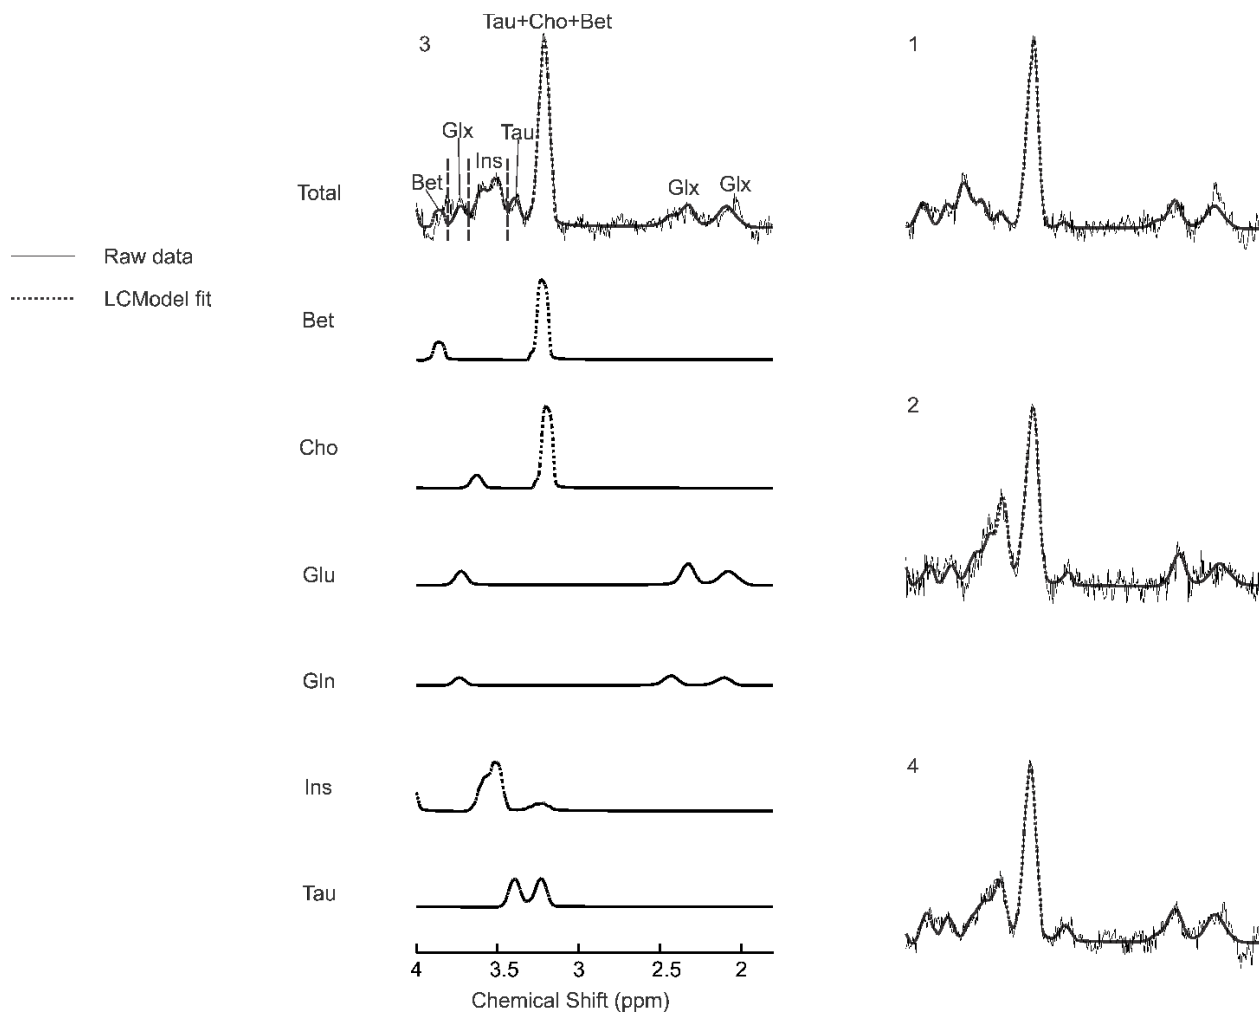 Tau+Cho+Bet
3
1
Glx
Tau
Ins
Bet
Glx
Glx
Total
Raw data
LCModel fit
Bet
2
Cho
Glu
Gln
4
Ins
Tau
4
3.5
3
2.5
2
Chemical Shift (ppm)